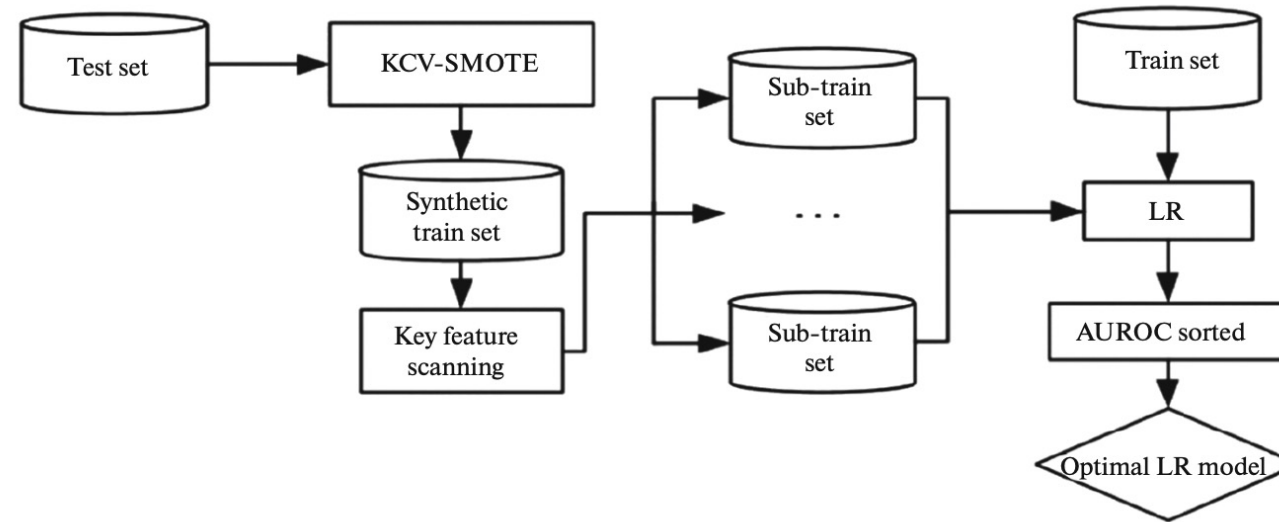 Test set
KCV-SMOTE
Synthetic
train set
Key feature
scanning
Sub-train
set
...
Sub-train
set
Train set
LR
AUROC sorted
Optimal LR model